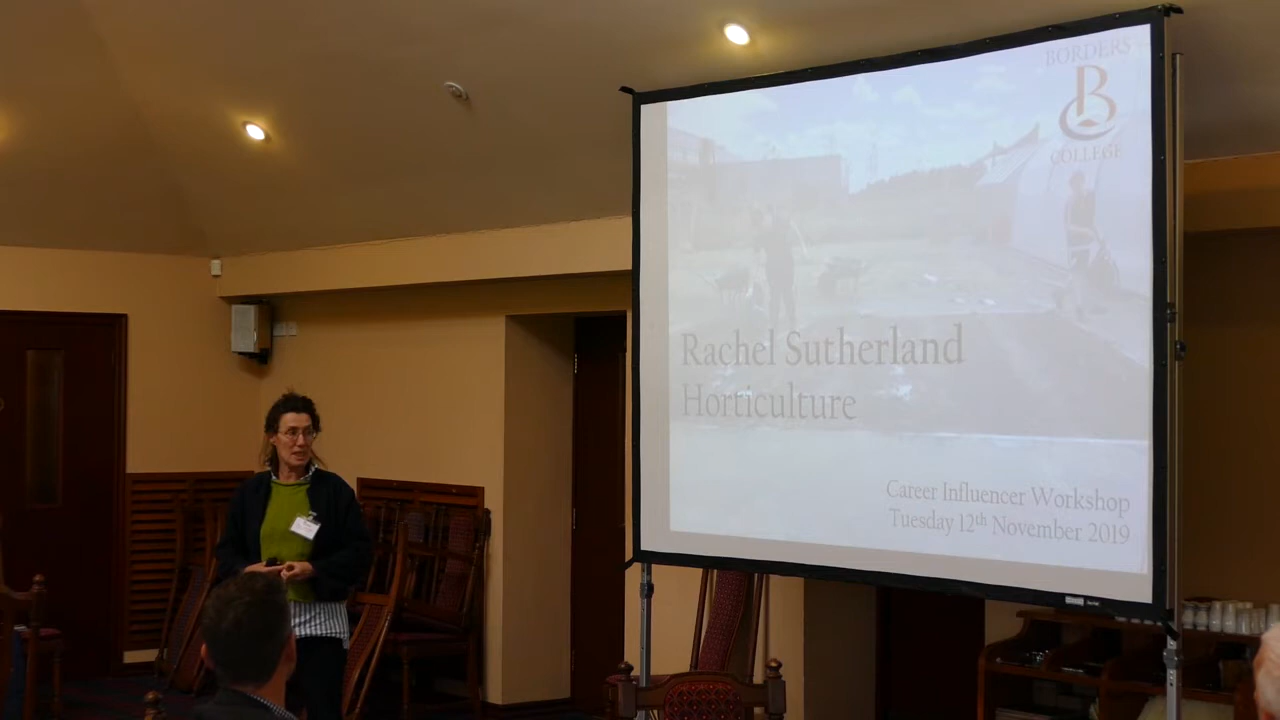 BORDERS
B
COLLEGE
Rachel Sutherland
Horticulture
Career Influencer Workshop
Tuesday 12th November 2019